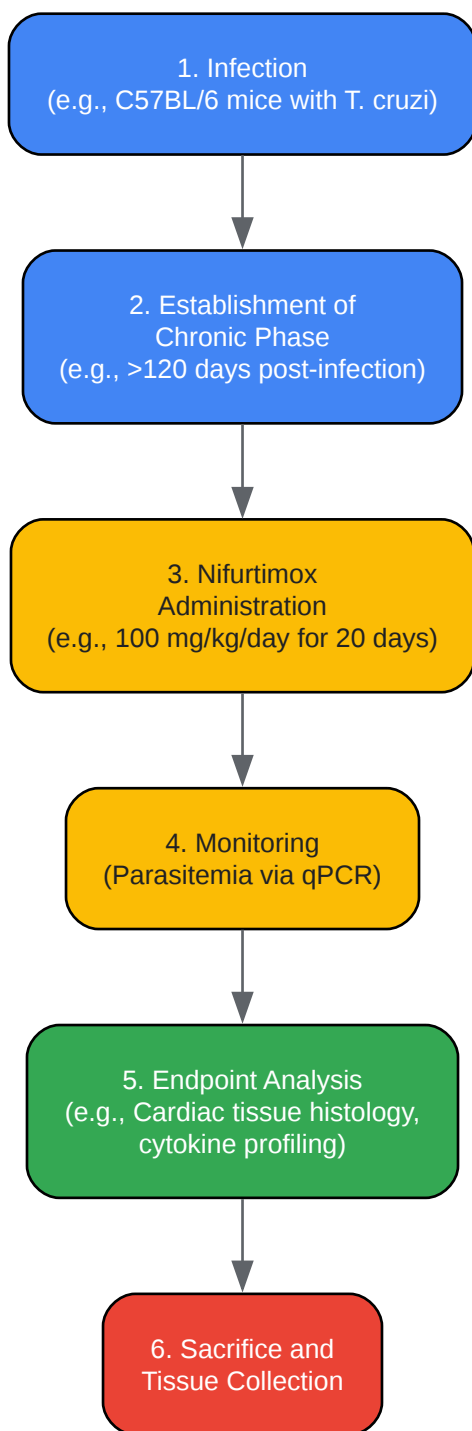 1. Infection
(e.g., C57BL/6 mice with T. cruzi)
2. Establishment of
Chronic Phase
(e.g., >120 days post-infection)
3. Nifurtimox
Administration
(e.g., 100 mg/kg/day for 20 days)
4. Monitoring
(Parasitemia via qPCR)
5. Endpoint Analysis
(e.g., Cardiac tissue histology,
cytokine profiling)
6. Sacrifice and
Tissue Collection